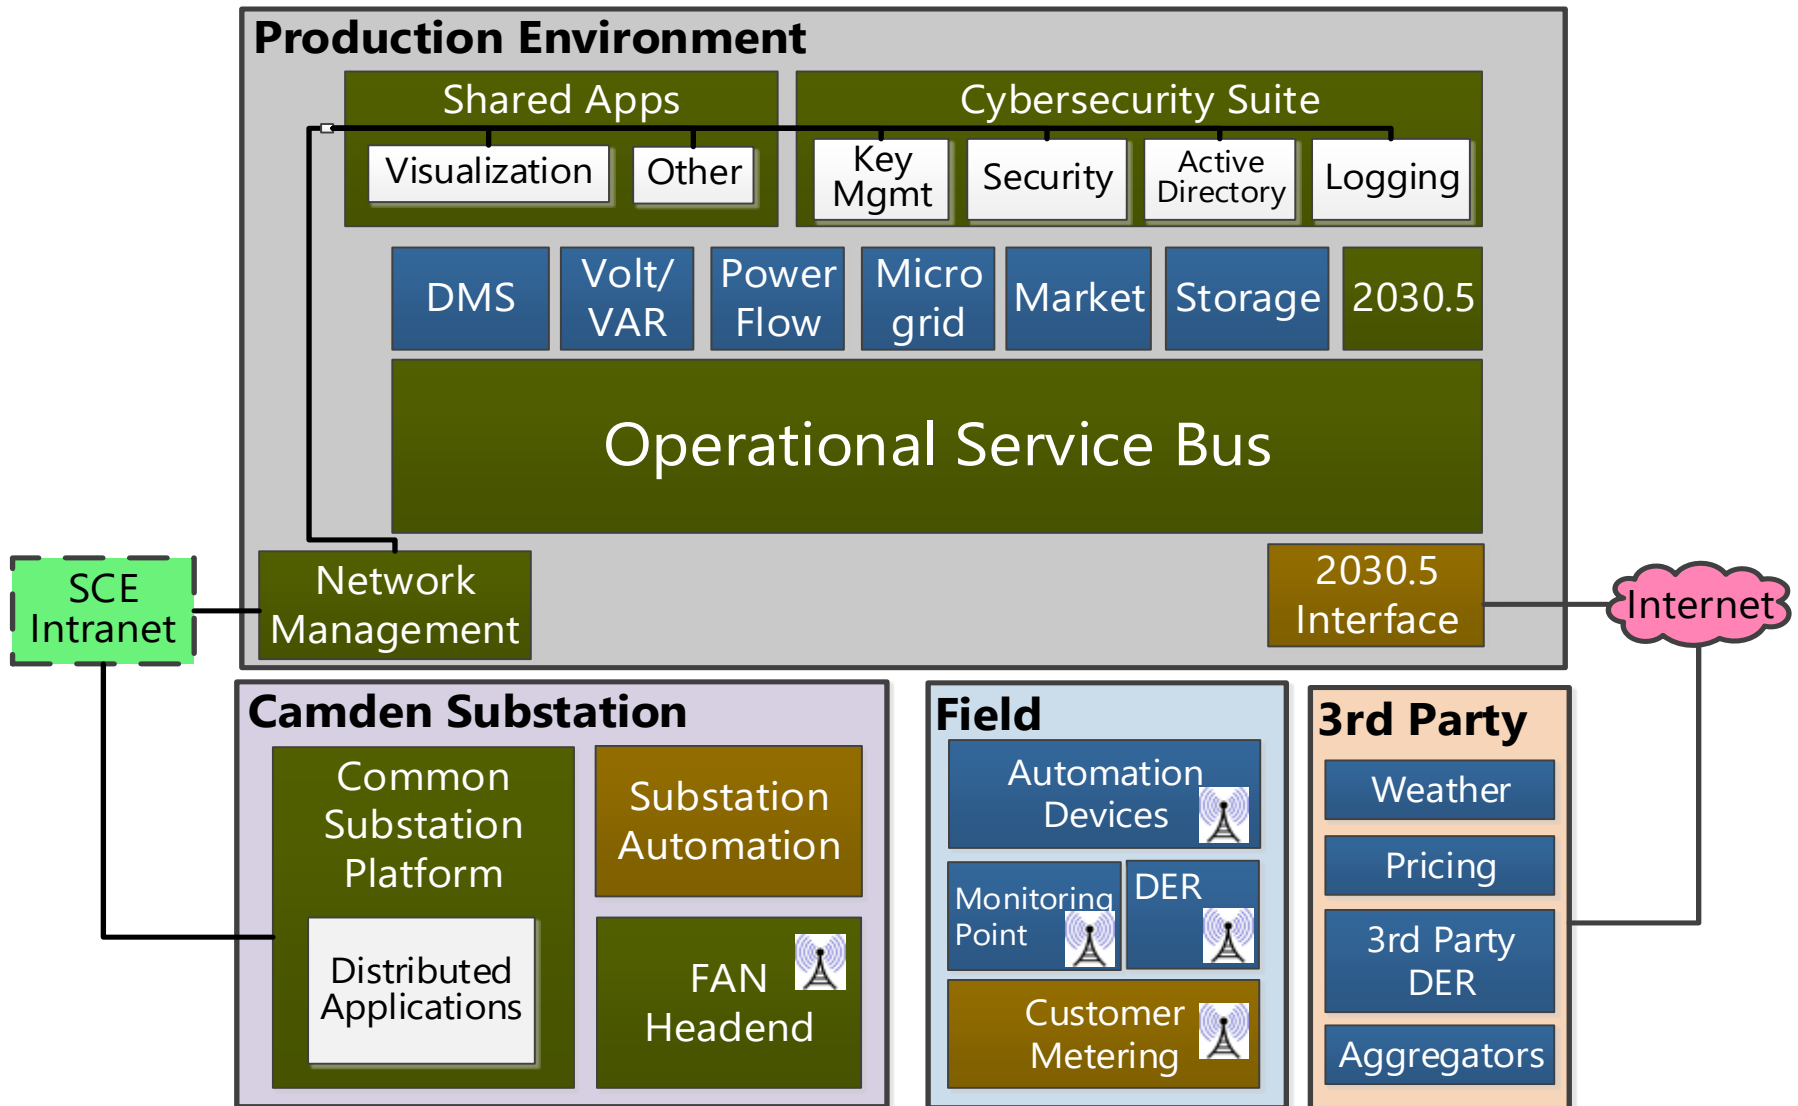 Production Environment
Shared Apps
Cybersecurity Suite
Visualization
Other
Key
Mgmt
Security
Active
Directory
Logging
DMS
Volt/
VAR
Power
Flow
Micro
grid
Market
Storage
2030.5
Operational Service Bus
SCE
Intranet
Network
Management
2030.5
Interface
Internet
Camden Substation
Common
Substation
Platform
Distributed
Applications
Substation
Automation
FAN
Headend
Field
Automation
Devices
Monitoring
Point
DER
Customer
Metering
3rd Party
Weather
Pricing
3rd Party
DER
Aggregators